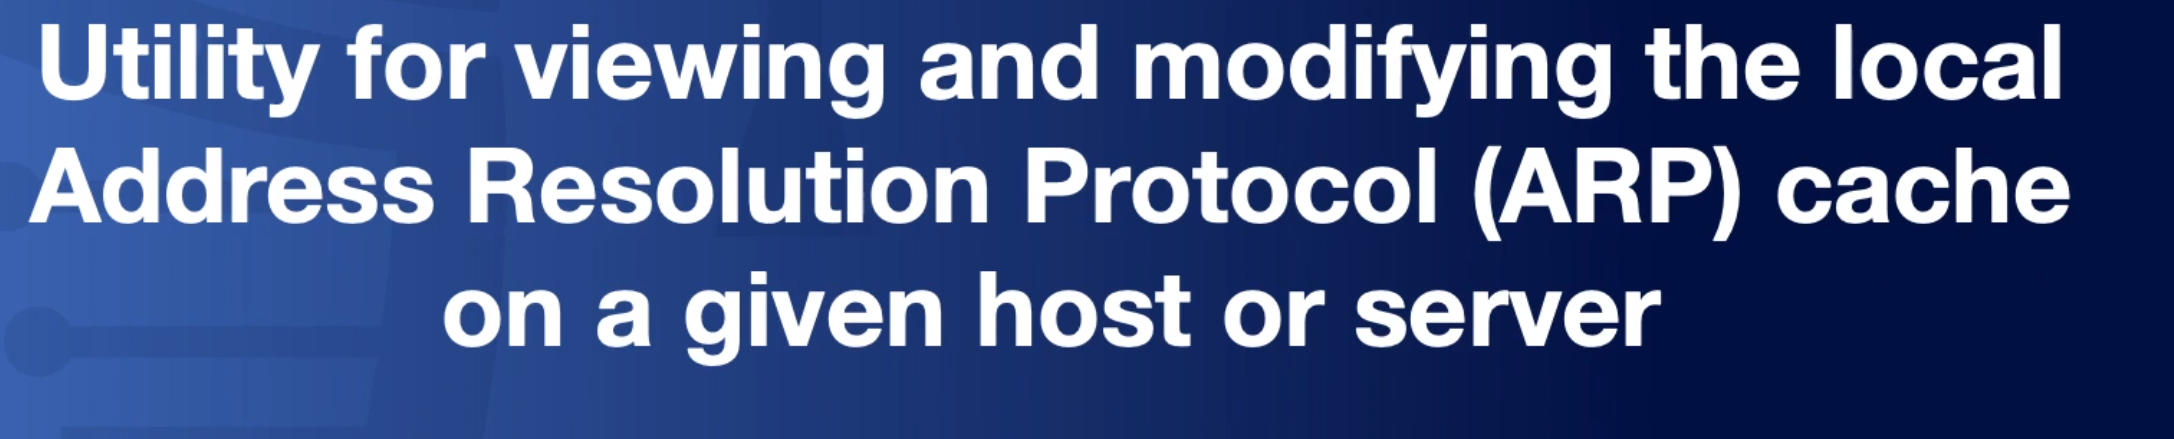 Utility for viewing and modifying the local
Address Resolution Protocol (ARP) cache
on a given host or server